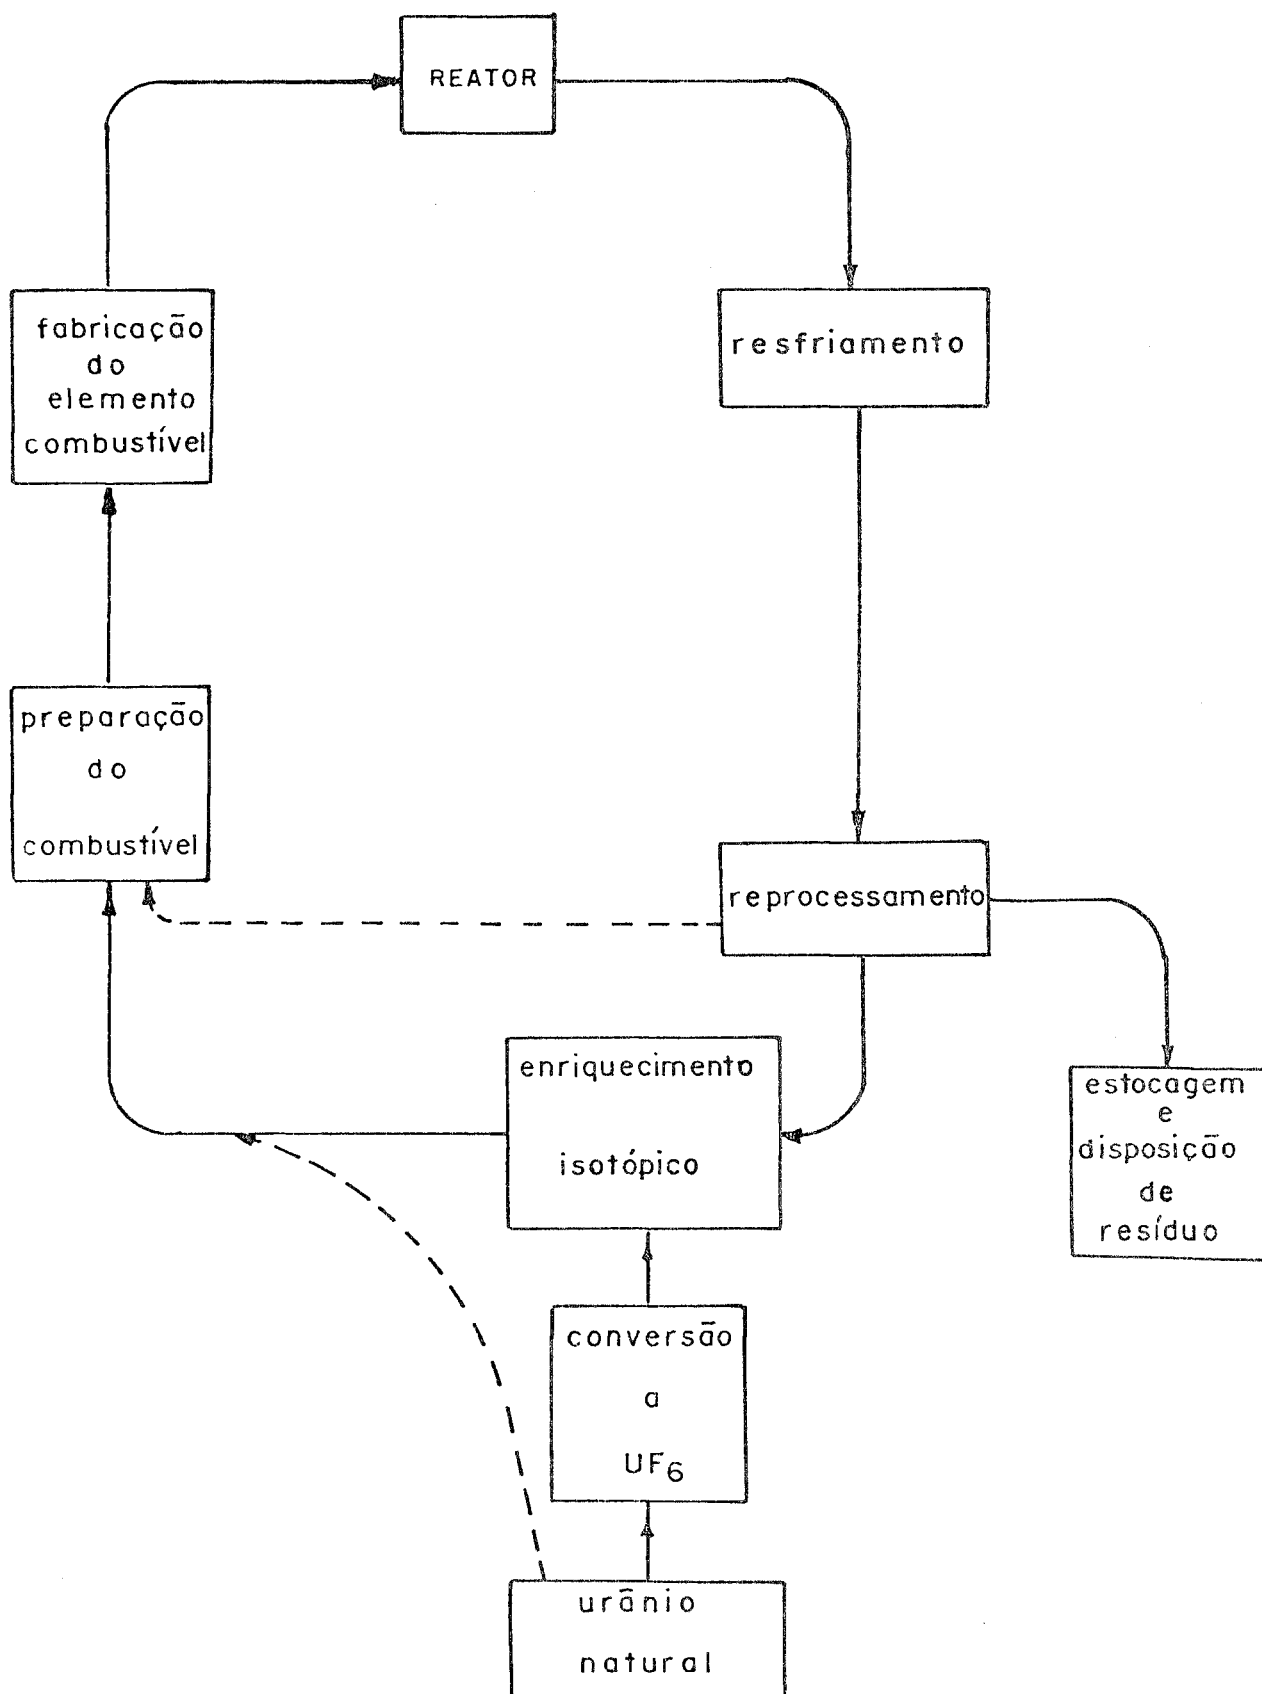 REATOR
fabricação
do
elemento
combustível
resfriamento
preparação
do
combustível
reprocessamento
enriquecimento
isotópico
estocagem
e
disposição
de
resíduo
conversão
a
UF6
urânio
natural